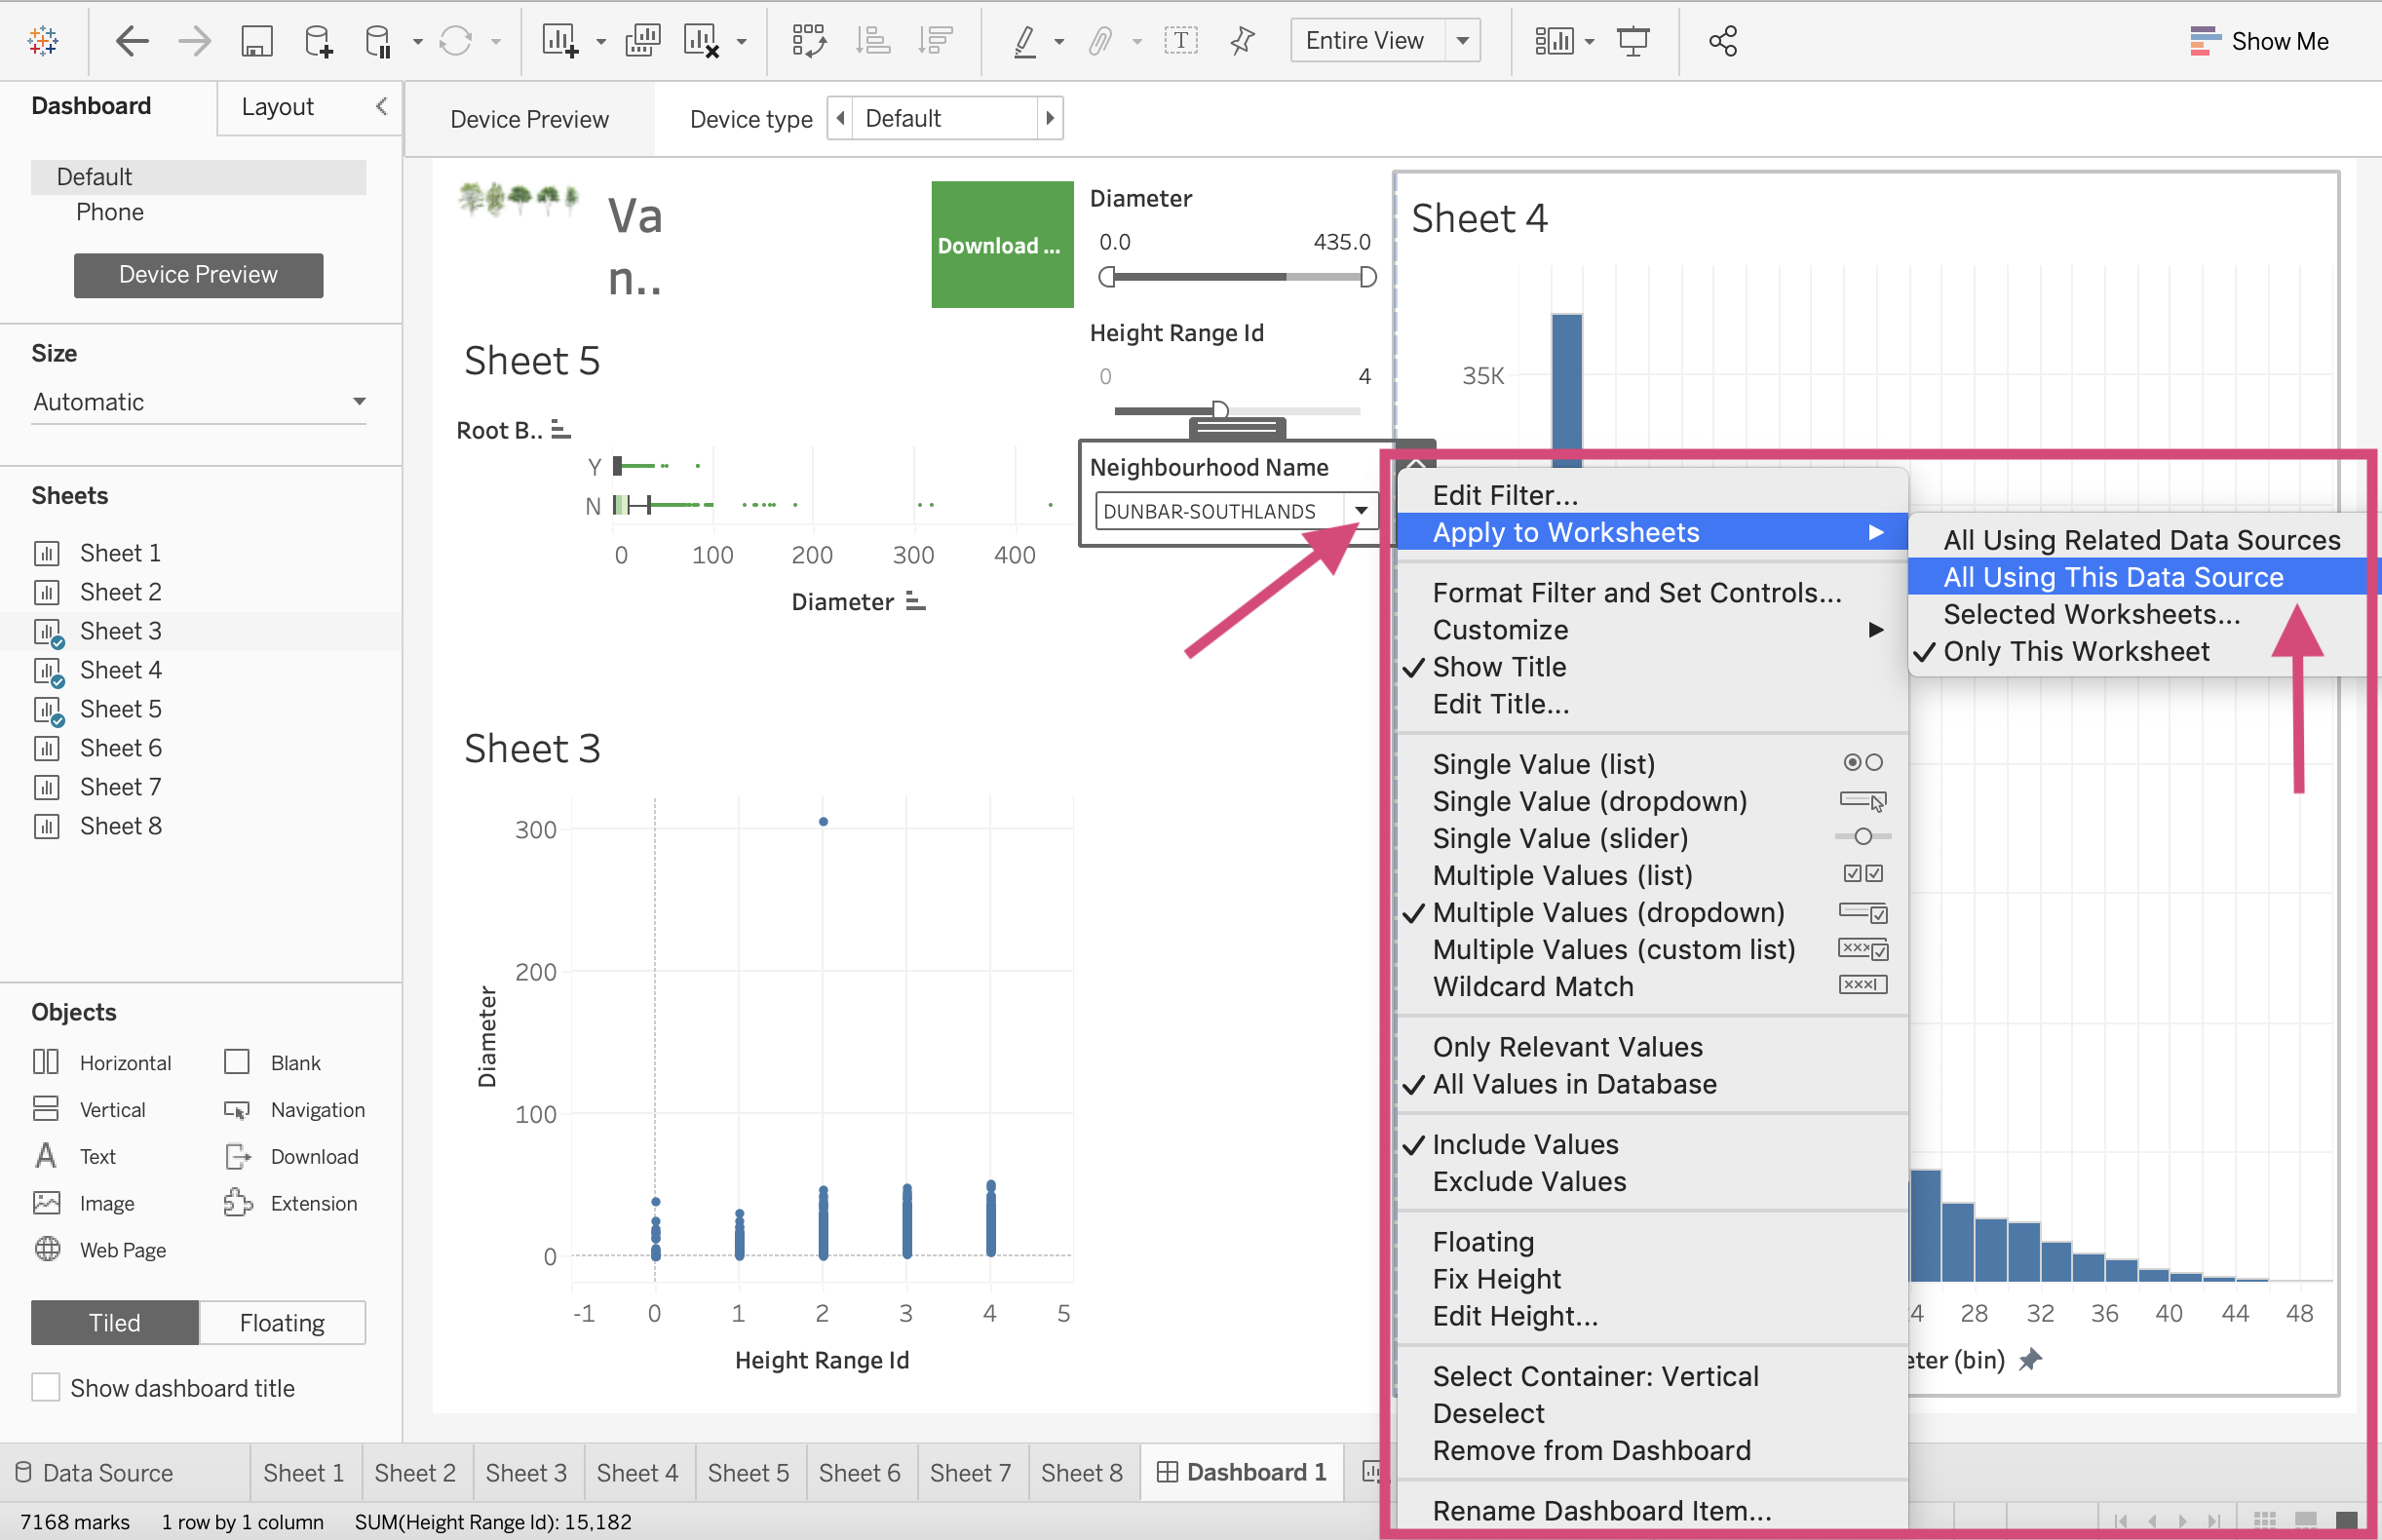 Entire View
Show Me
Dashboard
Layout
Device Preview
Device type
Default
Default
Phone
Device Preview
Size
Automatic
Sheets
Sheet 1
Sheet 2
Sheet 3
Sheet 4
Sheet 5
Sheet 6
Sheet 7
Sheet 8
Objects
Horizontal
Blank
Vertical
Navigation
Text
Download
Image
Extension
Web Page
Tiled
Floating
Show dashboard title
Va
n..
Download ...
Diameter
0.0
435.0
Height Range Id
0
4
Neighbourhood Name
DUNBAR-SOUTHLANDS
Sheet 5
Root B..
Y
N
0 100 200 300 400
Diameter
Sheet 3
300
200
100
0
Diameter
-1 0 1 2 3 4 5
Height Range Id
Sheet 4
35K
Edit Filter...
Apply to Worksheets
Format Filter and Set Controls...
Customize
Show Title
Edit Title...
Single Value (list)
Single Value (dropdown)
Single Value (slider)
Multiple Values (list)
Multiple Values (dropdown)
Multiple Values (custom list)
Wildcard Match
Only Relevant Values
All Values in Database
Include Values
Exclude Values
Floating
Fix Height
Edit Height...
Select Container: Vertical
Deselect
Remove from Dashboard
Rename Dashboard Item...
All Using Related Data Sources
All Using This Data Source
Selected Worksheets...
Only This Worksheet
28 32 36 40 44 48
(bin)
Data Source
Sheet 1
Sheet 2
Sheet 3
Sheet 4
Sheet 5
Sheet 6
Sheet 7
Sheet 8
Dashboard 1
7168 marks
1 row by 1 column
SUM(Height Range Id): 15,182